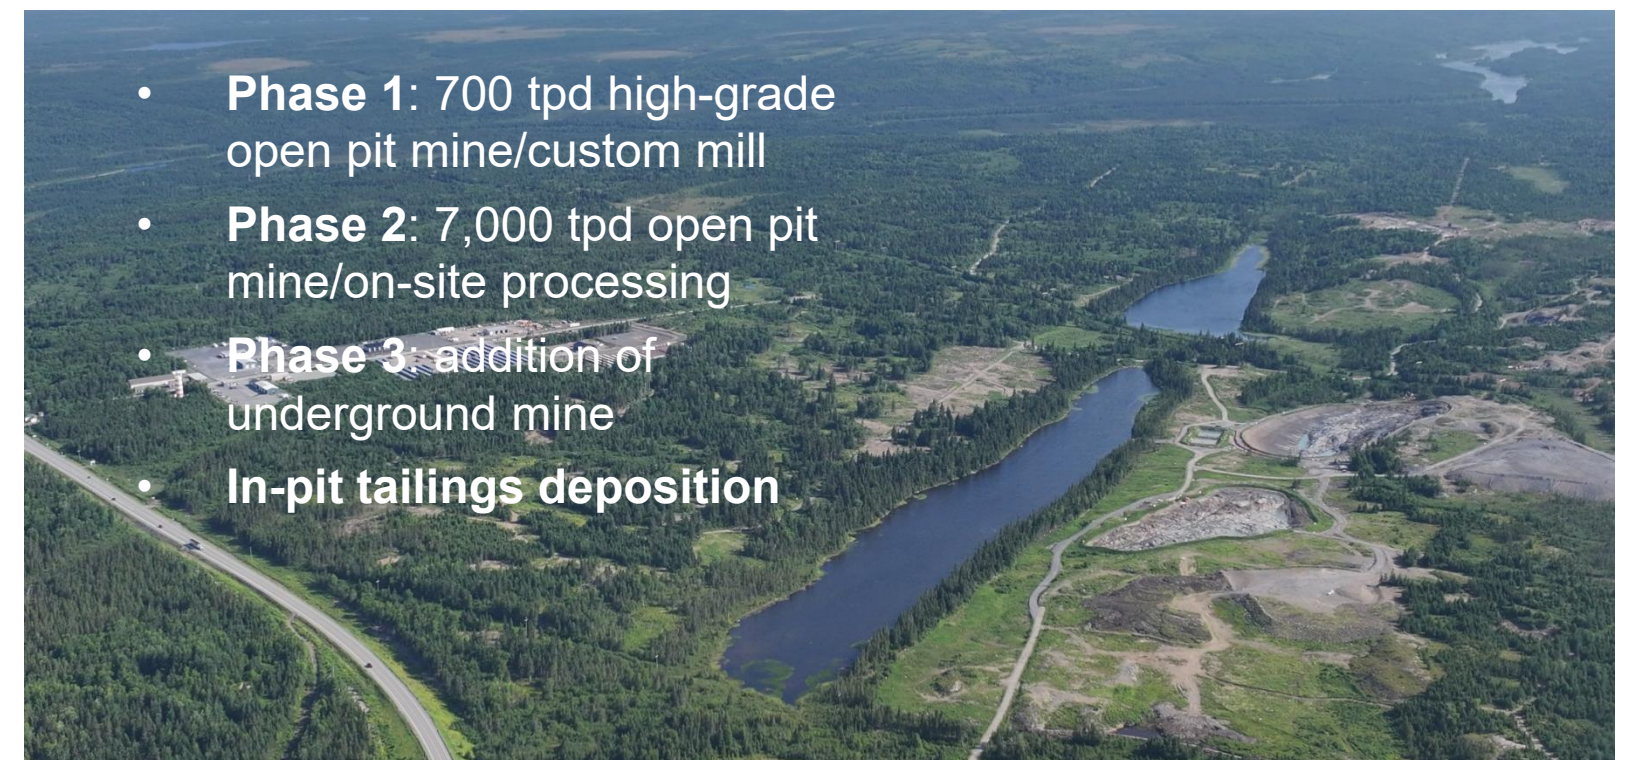 • Phase 1: 700 tpd high-grade
open pit mine/custom mill
• Phase 2: 7,000 tpd open pit
mine/on-site processing
• Phase 3: addition of
underground mine
• In-pit tailings deposition